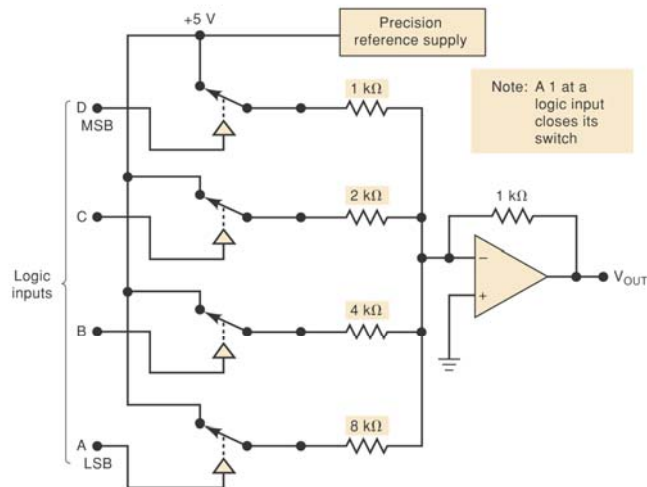 +5 V
Precision
reference supply
Note: A 1 at a
logic input
closes its
switch
D
MSB
1 kΩ
C
2 kΩ
1 kΩ
Logic
inputs
−
+
VOUT
B
4 kΩ
A
LSB
8 kΩ